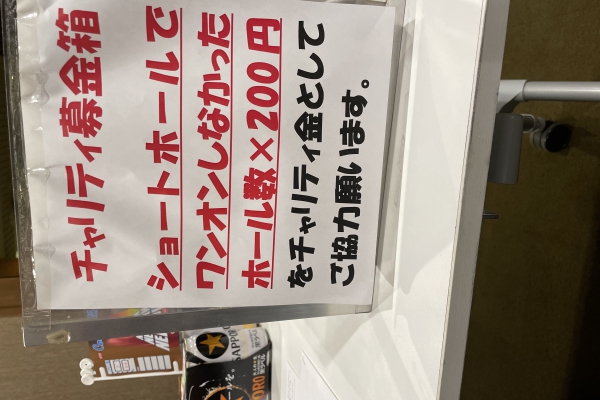 チャリティ募金箱
ショートホールで
ワンオンしなかった
ホール数×200円
をチャリティ金として
ご協力願います。
SAPPORO